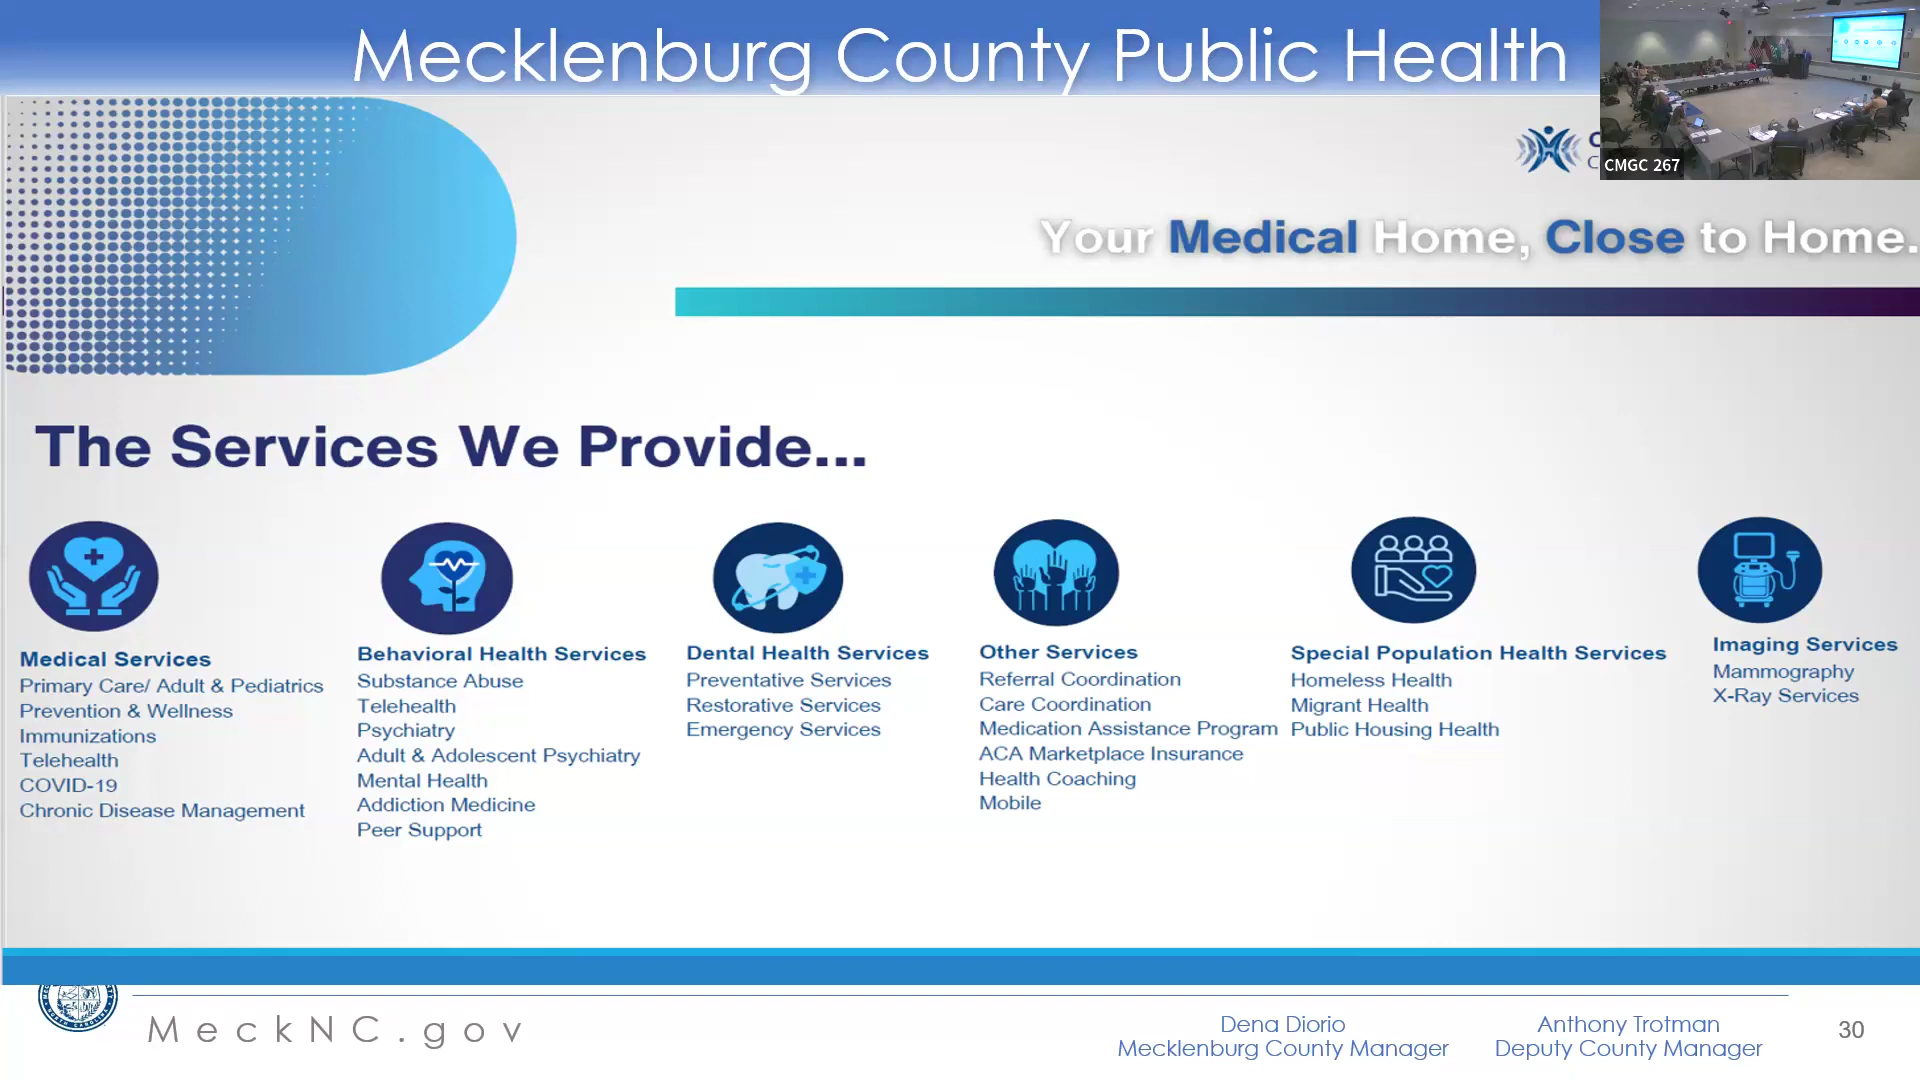 Mecklenburg County Public Health
CMGC 267
Your Medical Home, Close to Home.
The Services We Provide...
Medical Services
Primary Care/ Adult & Pediatrics
Prevention & Wellness
Immunizations
Telehealth
COVID-19
Chronic Disease Management
Behavioral Health Services
Substance Abuse
Telehealth
Psychiatry
Adult & Adolescent Psychiatry
Mental Health
Addiction Medicine
Peer Support
Dental Health Services
Preventative Services
Restorative Services
Emergency Services
Other Services
Referral Coordination
Care Coordination
Medication Assistance Program
ACA Marketplace Insurance
Health Coaching
Mobile
Special Population Health Services
Homeless Health
Migrant Health
Public Housing Health
Imaging Services
Mammography
X-Ray Services
MeckNC.gov
Dena Diorio
Mecklenburg County Manager
Anthony Trotman
Deputy County Manager
30